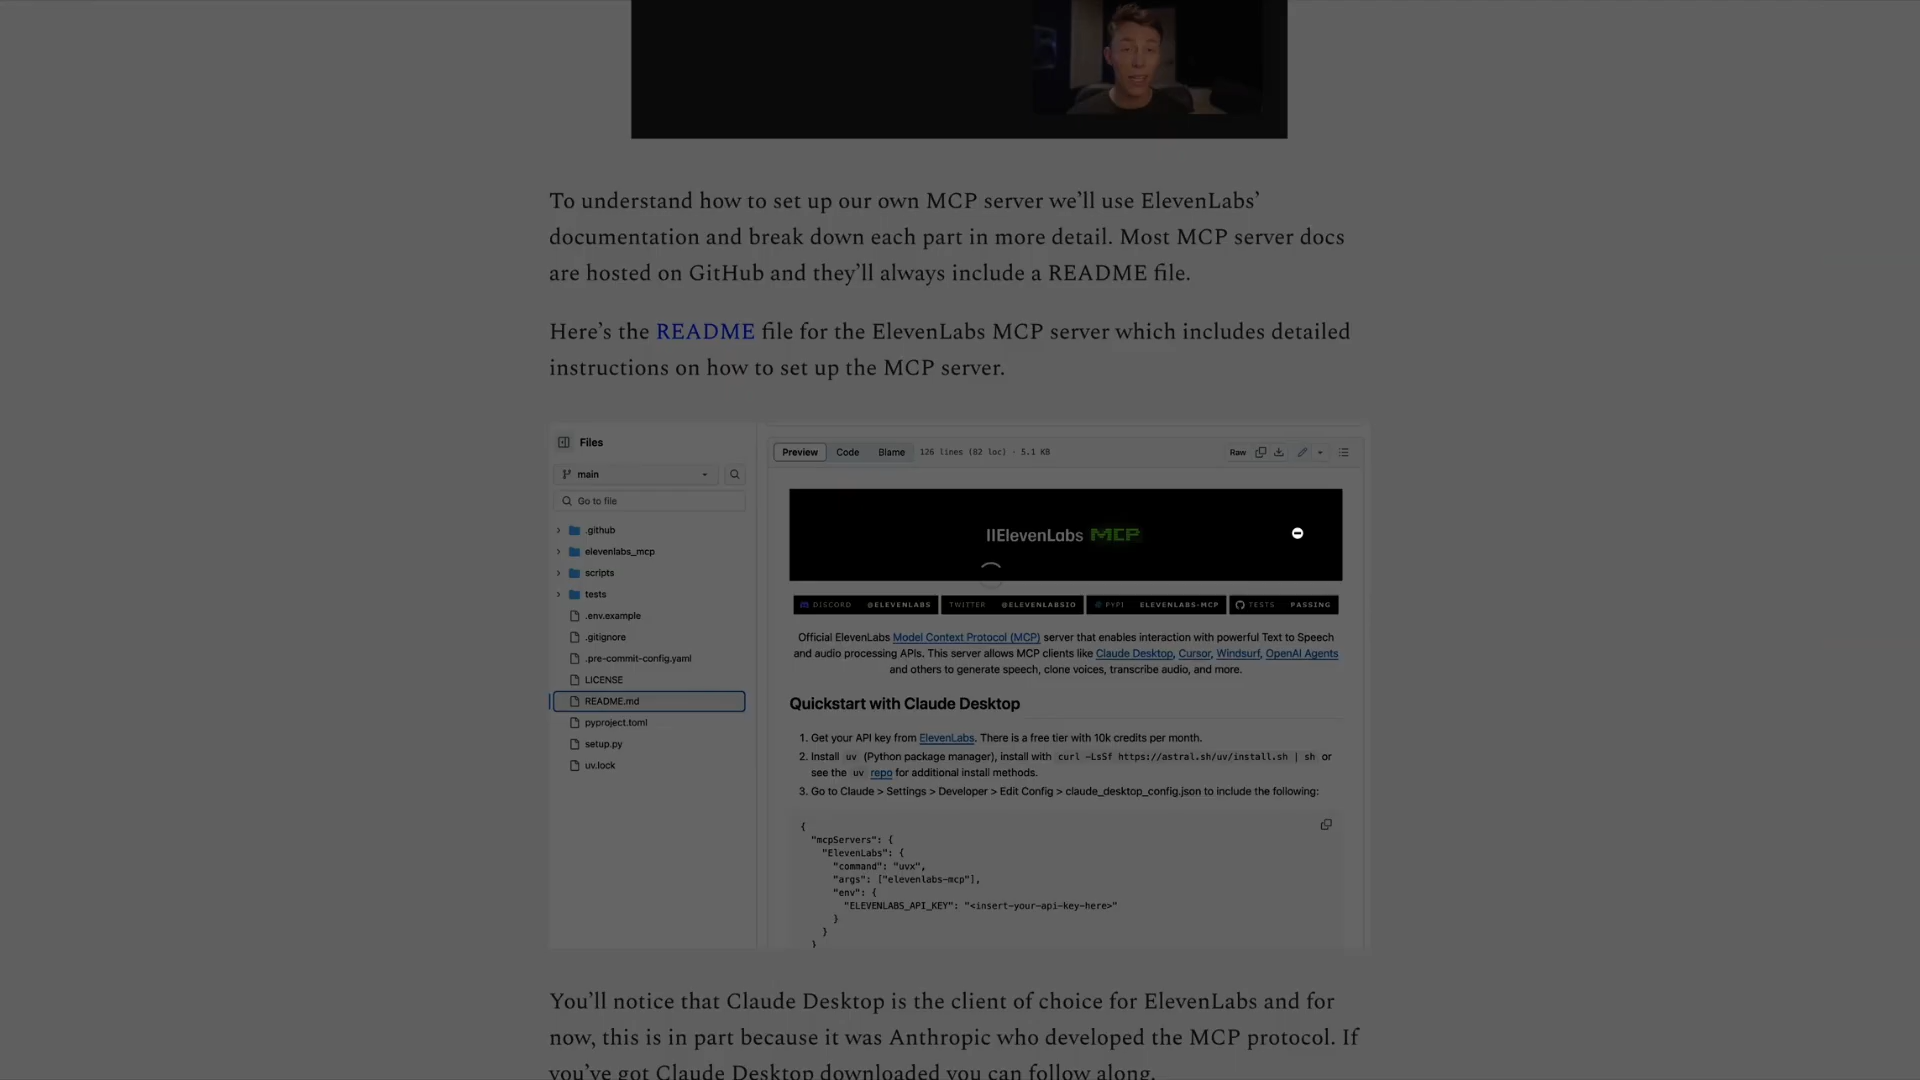 To understand how to set up our own MCP server we’ll use ElevenLabs’
documentation and break down each part in more detail. Most MCP server docs
are hosted on GitHub and they’ll always include a README file.
Here’s the README file for the ElevenLabs MCP server which includes detailed
instructions on how to set up the MCP server.
Files
main
Go to file
.github
elevenlabs_mcp
scripts
tests
.env.example
.gitignore
.pre-commit-config.yaml
LICENSE
README.md
pyproject.toml
setup.py
uv.lock
Preview Code Blame 126 lines (82 loc) · 5.1 KB Raw
IIElevenLabs MCP
DISCORD @ELEVENLABS TWITTER @ELEVENLABSIO PYPI ELEVENLABS-MCP TESTS PASSING
Official ElevenLabs Model Context Protocol (MCP) server that enables interaction with powerful Text to Speech
and audio processing APIs. This server allows MCP clients like Claude Desktop, Cursor, Windsurf, OpenAI Agents
and others to generate speech, clone voices, transcribe audio, and more.
Quickstart with Claude Desktop
1. Get your API key from ElevenLabs. There is a free tier with 10k credits per month.
2. Install uv (Python package manager), install with curl -LsSf https://astral.sh/uv/install.sh | sh or
see the uv repo for additional install methods.
3. Go to Claude > Settings > Developer > Edit Config > claude_desktop_config.json to include the following:
{
"mcpServers": {
"ElevenLabs": {
"command": "uvx",
"args": ["elevenlabs-mcp"],
"env": {
"ELEVENLABS_API_KEY": "<insert-your-api-key-here>"
}
}
}
You’ll notice that Claude Desktop is the client of choice for ElevenLabs and for
now, this is in part because it was Anthropic who developed the MCP protocol. If
you’ve got Claude Desktop downloaded you can follow along.